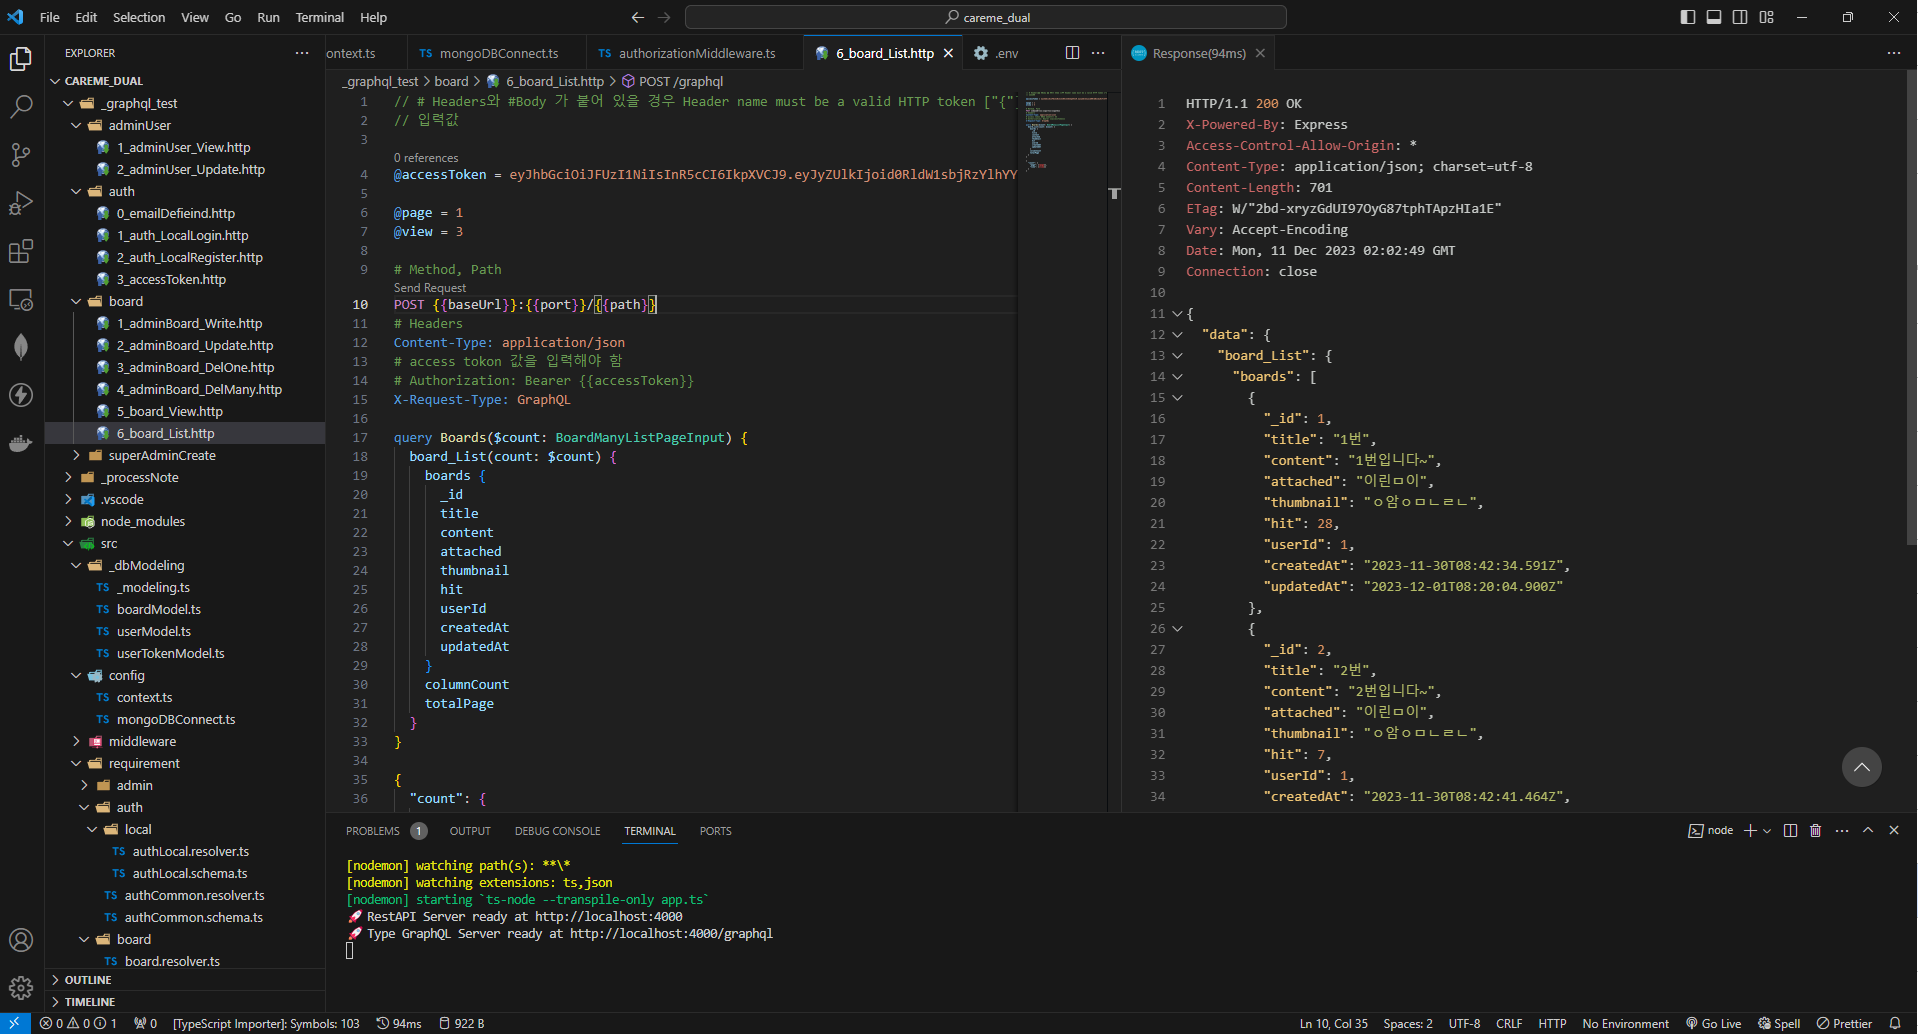 File Edit Selection View Go Run Terminal Help
careme_dual
EXPLORER
CAREME_DUAL
_graphql_test
adminUser
1_adminUser_View.http
2_adminUser_Update.http
auth
0_emailDefieind.http
1_auth_LocalLogin.http
2_auth_LocalRegister.http
3_accessToken.http
board
1_adminBoard_Write.http
2_adminBoard_Update.http
3_adminBoard_DelOne.http
4_adminBoard_DelMany.http
5_board_View.http
6_board_List.http
superAdminCreate
_processNote
.vscode
node_modules
src
_dbModeling
_modeling.ts
boardModel.ts
userModel.ts
userTokenModel.ts
config
context.ts
mongoDBConnect.ts
middleware
requirement
admin
auth
local
authLocal.resolver.ts
authLocal.schema.ts
authCommon.resolver.ts
authCommon.schema.ts
board
board.resolver.ts
OUTLINE
TIMELINE
ontext.ts
TS mongoDBConnect.ts
TS authorizationMiddleware.ts
6_board_List.http
.env
_graphql_test > board > 6_board_List.http > POST /graphql
1 // # Headers와 #Body 가 붙어 있을 경우 Header name must be a valid HTTP token ["{"]
2 // 입력값
3
0 references
4 @accessToken = eyJhbGciOiJFUzI1NiIsInR5cCI6IkpXVCJ9.eyJyZUlkIjoid0RldW1sbjRzYlhYY
5
6 @page = 1
7 @view = 3
8
9 # Method, Path
Send Request
10 POST {{baseUrl}}:{{port}}/{{path}}
11 # Headers
12 Content-Type: application/json
13 # access tokon 값을 입력해야 함
14 # Authorization: Bearer {{accessToken}}
15 X-Request-Type: GraphQL
16
17 query Boards($count: BoardManyListPageInput) {
18 board_List(count: $count) {
19 boards {
20 _id
21 title
22 content
23 attached
24 thumbnail
25 hit
26 userId
27 createdAt
28 updatedAt
29 }
30 columnCount
31 totalPage
32 }
33 }
34
35 {
36 "count": {
Response(94ms)
1 HTTP/1.1 200 OK
2 X-Powered-By: Express
3 Access-Control-Allow-Origin: *
4 Content-Type: application/json; charset=utf-8
5 Content-Length: 701
6 ETag: W/"2bd-xryzGdUI97OyG87tphTApzHIa1E"
7 Vary: Accept-Encoding
8 Date: Mon, 11 Dec 2023 02:02:49 GMT
9 Connection: close
10
11 {
12 "data": {
13 "board_List": {
14 "boards": [
15 {
16 "_id": 1,
17 "title": "1번",
18 "content": "1번입니다~",
19 "attached": "이린ㅁ이",
20 "thumbnail": "ㅇ암ㅇㅁㄴㄹㄴ",
21 "hit": 28,
22 "userId": 1,
23 "createdAt": "2023-11-30T08:42:34.591Z",
24 "updatedAt": "2023-12-01T08:20:04.900Z"
25 },
26 {
27 "_id": 2,
28 "title": "2번",
29 "content": "2번입니다~",
30 "attached": "이린ㅁ이",
31 "thumbnail": "ㅇ암ㅇㅁㄴㄹㄴ",
32 "hit": 7,
33 "userId": 1,
34 "createdAt": "2023-11-30T08:42:41.464Z",
PROBLEMS 1 OUTPUT DEBUG CONSOLE TERMINAL PORTS
node
[nodemon] watching path(s): **\*
[nodemon] watching extensions: ts,json
[nodemon] starting `ts-node --transpile-only app.ts`
🚀 RestAPI Server ready at http://localhost:4000
🚀 Type GraphQL Server ready at http://localhost:4000/graphql
0 0 1 0 [TypeScript Importer]: Symbols: 103 94ms 922 B
Ln 10, Col 35 Spaces: 2 UTF-8 CRLF HTTP No Environment Go Live Spell Prettier